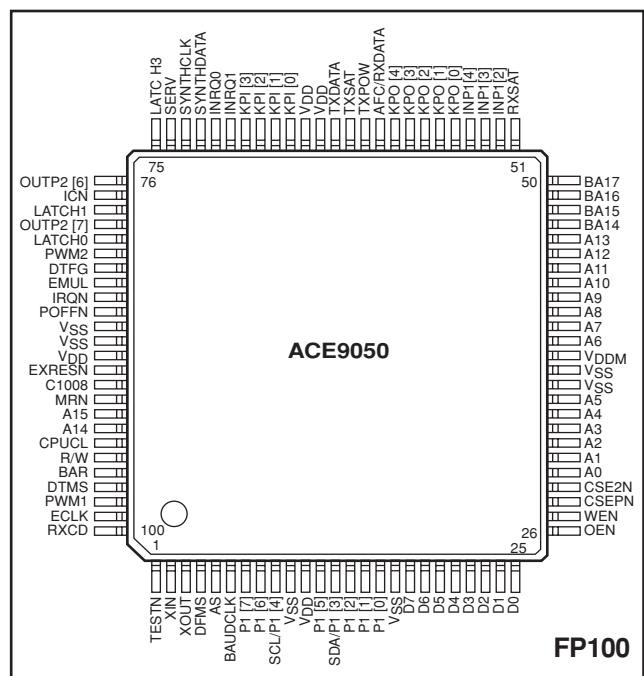 LATC H3
SERV
SYNTHCLK
SYNTHDATA
INRQ0
INRQ1
KPI [3]
KPI [2]
KPI [1]
KPI [0]
VDD
VDD
TXDATA
TXSAT
TXPOW
AFC/RXDATA
KPO [4]
KPO [3]
KPO [2]
KPO [1]
KPO [0]
INP1 [4]
INP1 [3]
INP1 [2]
RXSAT
75
76
51
50
OUTP2 [6]
ICN
LATCH1
OUTP2 [7]
LATCH0
PWM2
DTFG
EMUL
IRQN
POFFN
VSS
VSS
VDD
EXRESN
C1008
MRN
A15
A14
CPUCL
R/W
BAR
DTMS
PWM1
ECLK
RXCD
ACE9050
BA17
BA16
BA15
BA14
A13
A12
A11
A10
A9
A8
A7
A6
VDDM
VSS
VSS
A5
A4
A3
A2
A1
A0
CSE2N
CSEPN
WEN
OEN
100
1
26
25
TESTN
XIN
XOUT
DFMS
AS
BAUDCLK
P1 [7]
P1 [6]
SCL/P1 [4]
VSS
VDD
P1 [5]
SDA/P1 [3]
P1 [2]
P1 [1]
P1 [0]
VSS
D7
D6
D5
D4
D3
D2
D1
D0
FP100